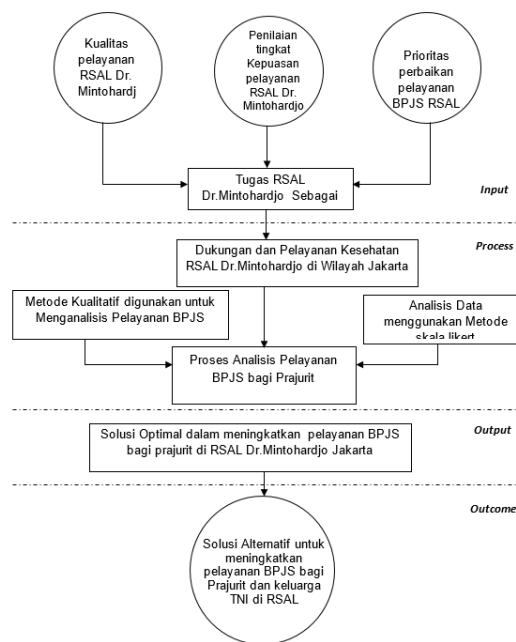 Kualitas
pelayanan
RSAL Dr.
Mintohardj
Penilaian
tingkat
Kepuasan
pelayanan
RSAL Dr.
Mintohardjo
Prioritas
perbaikan
pelayanan
BPJS RSAL
Tugas RSAL
Dr.Mintohardjo Sebagai
Input
Process
Dukungan dan Pelayanan Kesehatan
RSAL Dr.Mintohardjo di Wilayah Jakarta
Metode Kualitatif digunakan untuk
Menganalisis Pelayanan BPJS
Analisis Data
menggunakan Metode
skala likert
Proses Analisis Pelayanan
BPJS bagi Prajurit
Output
Solusi Optimal dalam meningkatkan pelayanan BPJS
bagi prajurit di RSAL Dr.Mintohardjo Jakarta
Outcome
Solusi Alternatif untuk
meningkatkan
pelayanan BPJS bagi
Prajurit dan keluarga
TNI di RSAL